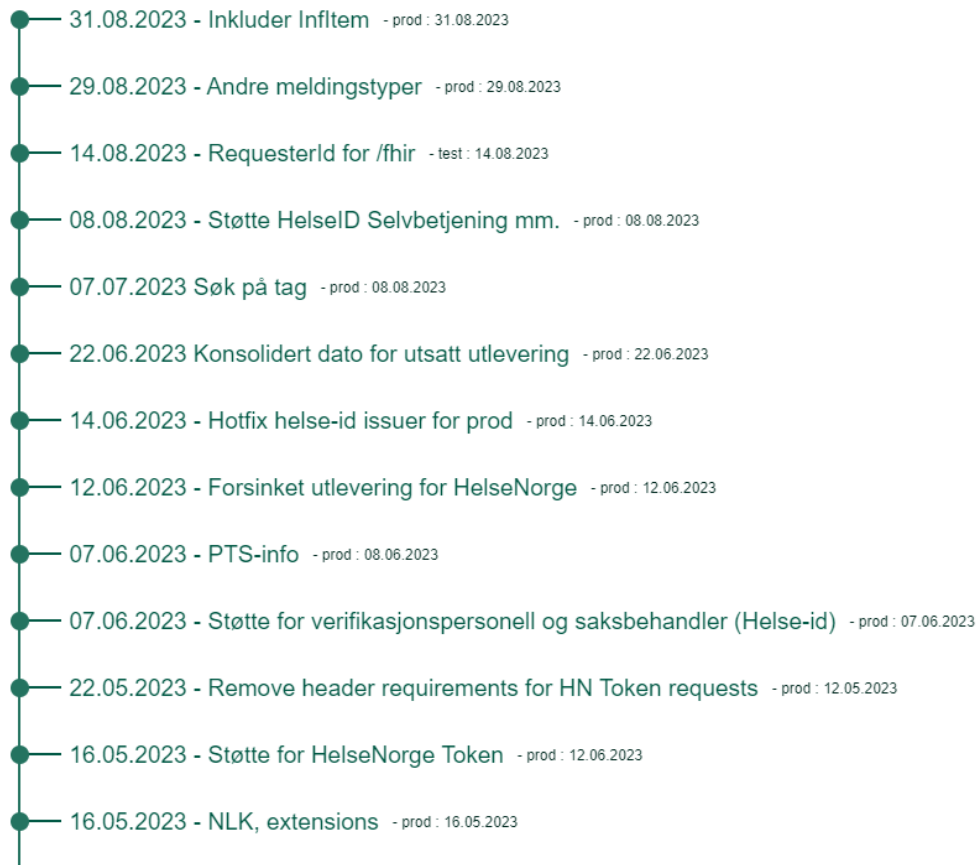 31.08.2023 - Inkluder InfItem - prod : 31.08.2023
29.08.2023 - Andre meldingstyper - prod : 29.08.2023
14.08.2023 - RequesterId for /fhir - test : 14.08.2023
08.08.2023 - Støtte HelseID Selvbetjening mm. - prod : 08.08.2023
07.07.2023 Søk på tag - prod : 08.08.2023
22.06.2023 Konsolidert dato for utsatt utlevering - prod : 22.06.2023
14.06.2023 - Hotfix helse-id issuer for prod - prod : 14.06.2023
12.06.2023 - Forsinket utlevering for HelseNorge - prod : 12.06.2023
07.06.2023 - PTS-info - prod : 08.06.2023
07.06.2023 - Støtte for verifikasjonspersonell og saksbehandler (Helse-id) - prod : 07.06.2023
22.05.2023 - Remove header requirements for HN Token requests - prod : 12.05.2023
16.05.2023 - Støtte for HelseNorge Token - prod : 12.06.2023
16.05.2023 - NLK, extensions - prod : 16.05.2023